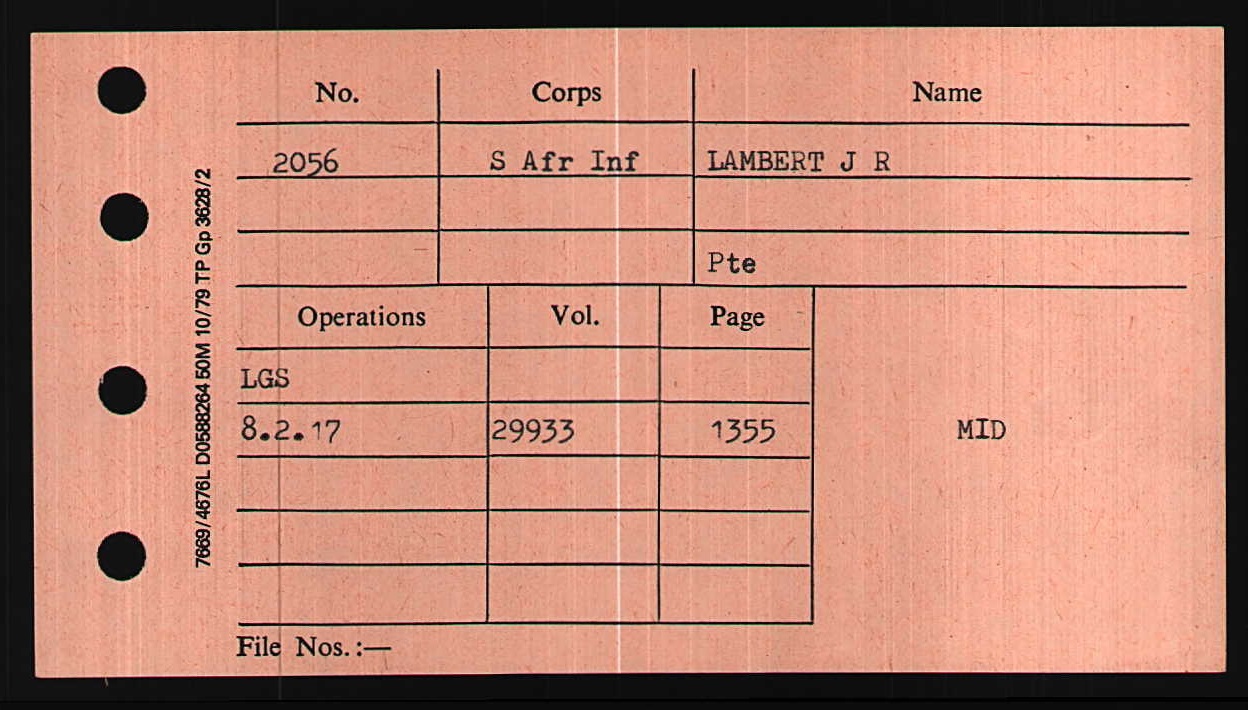 No. Corps Name
2056 S Afr Inf LAMBERT J R
Pte
Operations Vol. Page
LGS
8.2.17 29933 1355 MID
File Nos.:—
7669/4676L D0588264 50M 10/79 TP Gp 3628/2